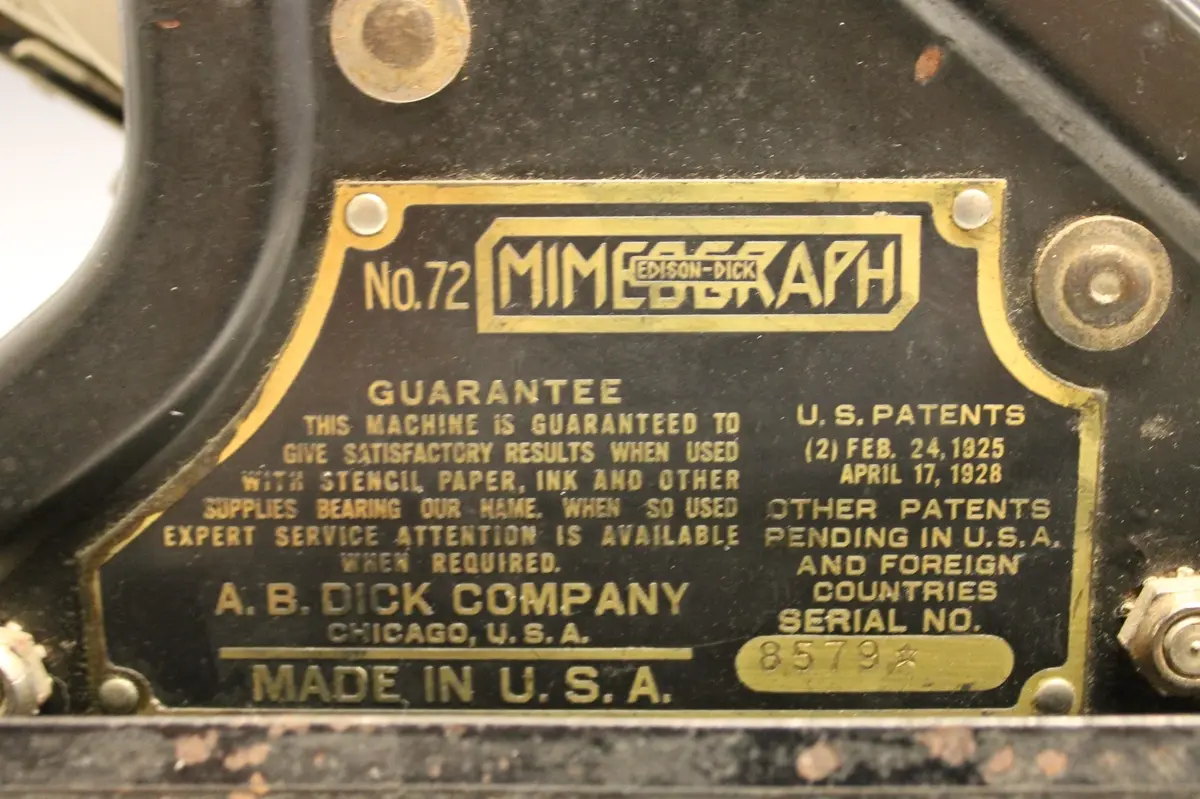 No. 72 MIMEOGRAPH
EDISON-DICK
GUARANTEE
THIS MACHINE IS GUARANTEED TO
GIVE SATISFACTORY RESULTS WHEN USED
WITH STENCIL PAPER, INK AND OTHER
SUPPLIES BEARING OUR NAME. WHEN SO USED
EXPERT SERVICE ATTENTION IS AVAILABLE
WHEN REQUIRED.
A. B. DICK COMPANY
CHICAGO, U. S. A.
MADE IN U. S. A.
U. S. PATENTS
(2) FEB. 24, 1925
APRIL 17, 1928
OTHER PATENTS
PENDING IN U. S. A.
AND FOREIGN
COUNTRIES
SERIAL NO.
8579*